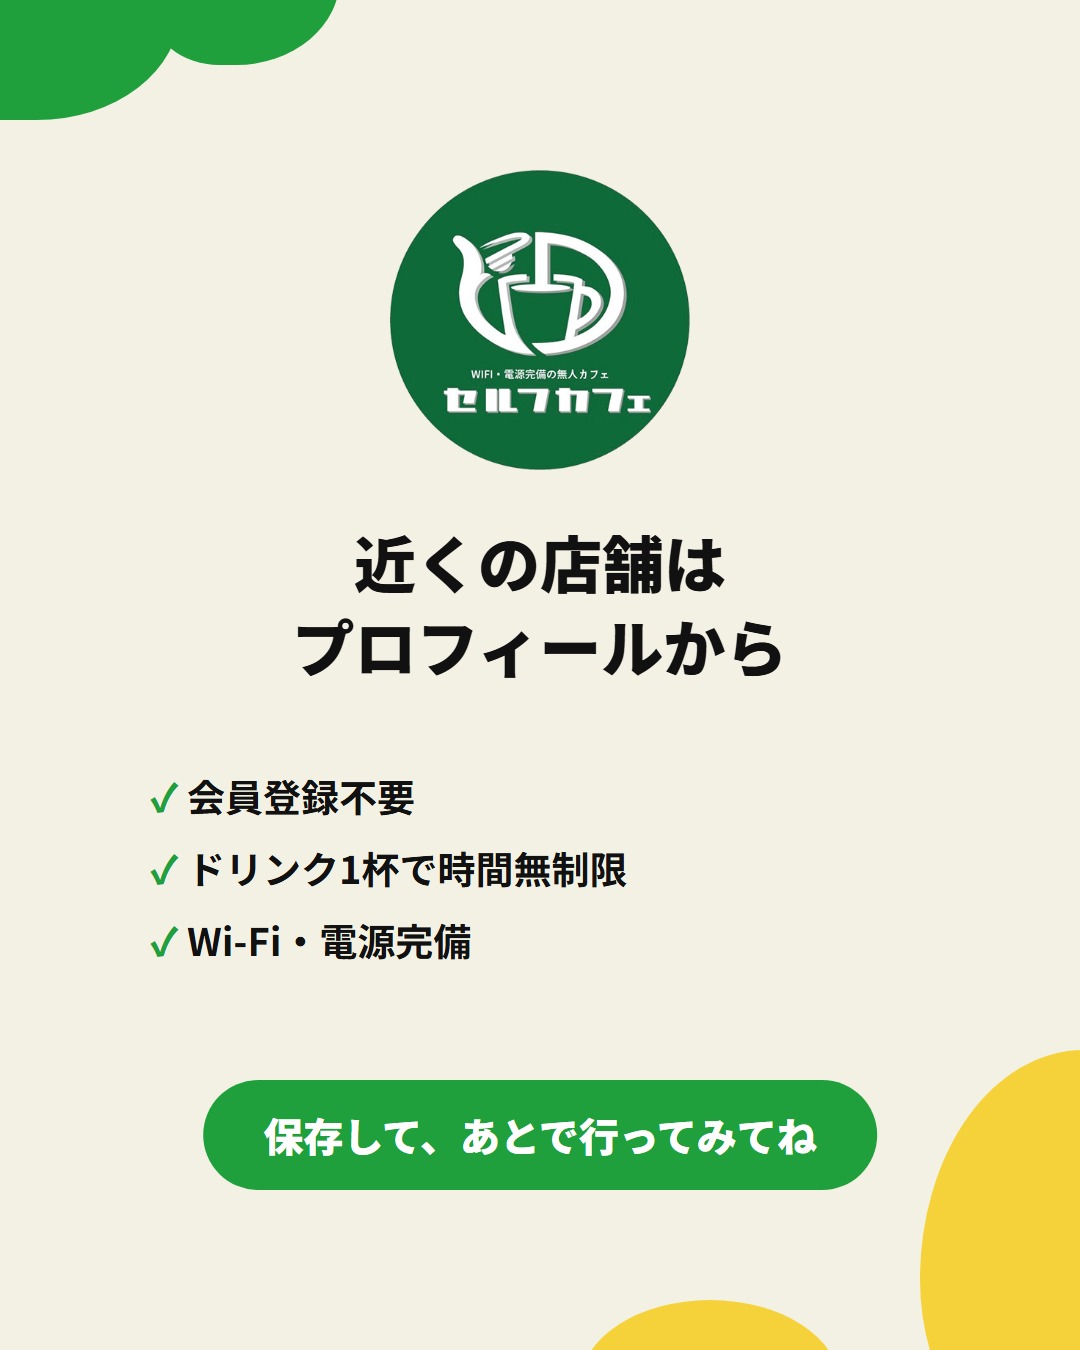 WIFI・電源完備の無人カフェ
セルフカフェ
近くの店舗は
プロフィールから
✓ 会員登録不要
✓ ドリンク1杯で時間無制限
✓ Wi-Fi・電源完備
保存して、あとで行ってみてね